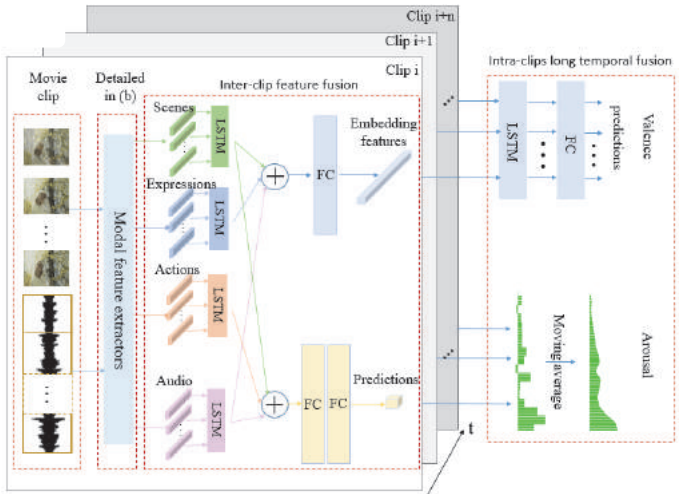 Clip i+n
Clip i+1
Clip i
Movie
clip
Detailed
in (b)
Inter-clip feature fusion
Intra-clips long temporal fusion
Modal feature extractors
Scenes
LSTM
Expressions
LSTM
Actions
LSTM
Audio
LSTM
FC
Embedding
features
FC
FC
Predictions
LSTM
FC
Valence
predictions
Moving average
Arousal
t